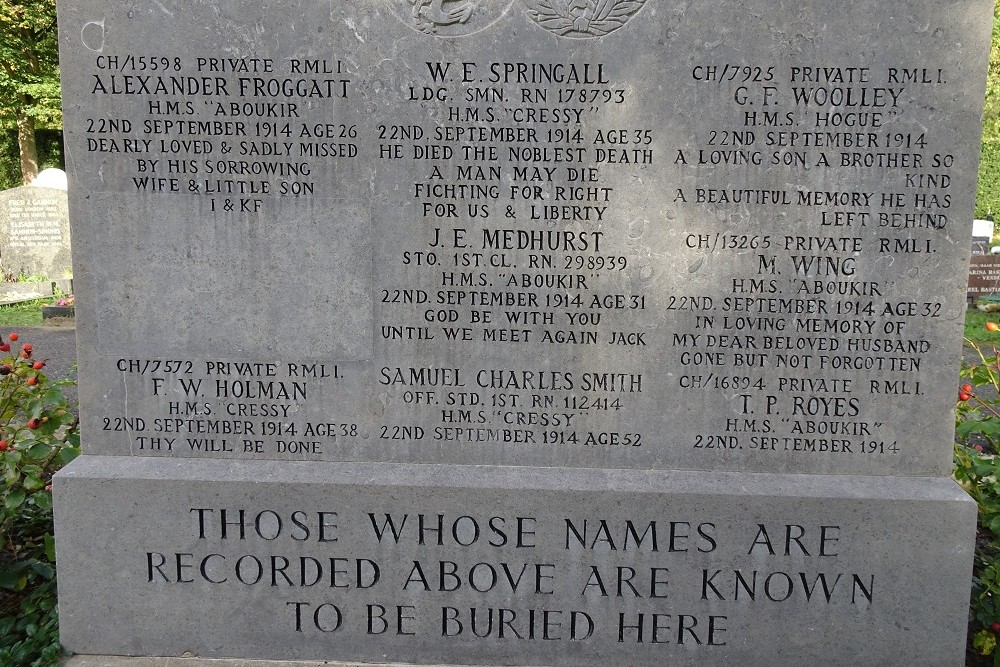 CH/15598 PRIVATE RMLI.
ALEXANDER FROGGATT
H.M.S. "ABOUKIR
22ND SEPTEMBER 1914 AGE 26
DEARLY LOVED & SADLY MISSED
BY HIS SORROWING
WIFE & LITTLE SON
I & KF
CH/7572 PRIVATE RMLI.
F. W. HOLMAN
H.M.S. "CRESSY"
22ND. SEPTEMBER 1914 AGE 38
THY WILL BE DONE
W. E. SPRINGALL
LDG. SMN. RN 178793
H.M.S. "CRESSY"
22ND. SEPTEMBER 1914 AGE 35
HE DIED THE NOBLEST DEATH
A MAN MAY DIE
FICHTING FOR RIGHT
FOR US & LIBERTY
J. E. MEDHURST
STO. 1ST. CL. RN. 298939
H.M.S. "ABOUKIR"
22ND. SEPTEMBER 1914 AGE 31
GOD BE WITH YOU
UNTIL WE MEET AGAIN JACK
SAMUEL CHARLES SMITH
OFF. STD. 1ST. RN. 112414
H.M.S. "CRESSY"
22ND SEPTEMBER 1914 AGE 52
CH/7925 PRIVATE RMLI.
G. F. WOOLLEY
H.M.S. "HOGUE"
22ND SEPTEMBER 1914
A LOVING SON A BROTHER SO
KIND
A BEAUTIFUL MEMORY HE HAS
LEFT BEHIND
CH/13265 PRIVATE RMLI.
M. WING
H.M.S. "ABOUKIR"
22ND. SEPTEMBER 1914 AGE 32
IN LOVING MEMORY OF
MY DEAR BELOVED HUSBAND
GONE BUT NOT FORGOTTEN
CH/16894 PRIVATE RMLI.
T. P. ROYES
H.M.S. "ABOUKIR"
22ND. SEPTEMBER 1914
THOSE WHOSE NAMES ARE
RECORDED ABOVE ARE KNOWN
TO BE BURIED HERE